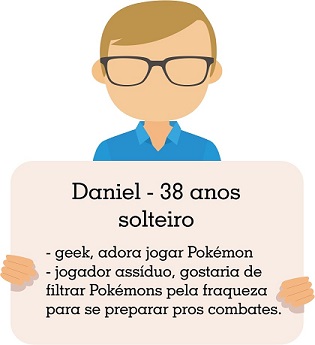 Daniel - 38 anos
solteiro
- geek, adora jogar Pokémon
- jogador assíduo, gostaria de
filtrar Pokémons pela fraqueza
para se preparar pros combates.